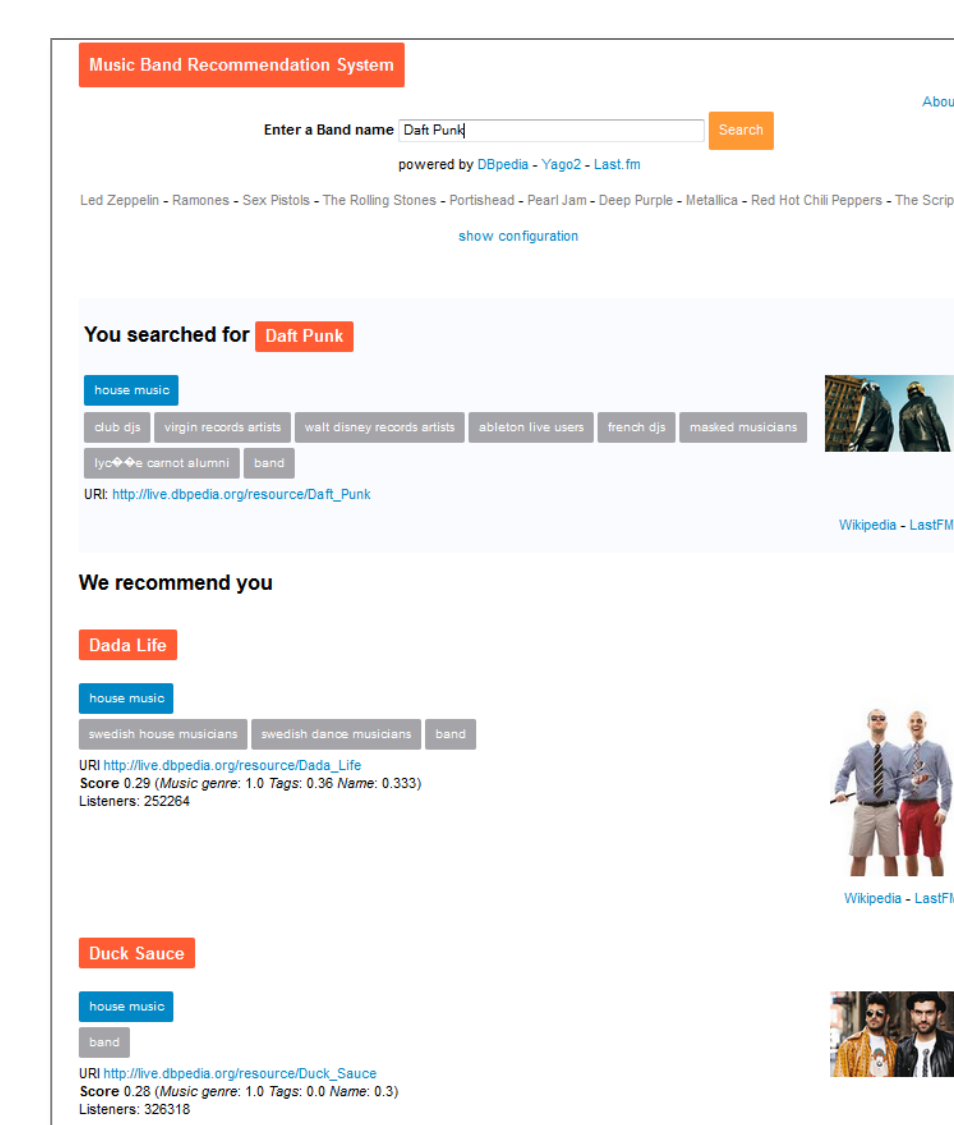 Music Band Recommendation System
Abou
Enter a Band name Daft Punk Search
powered by DBpedia - Yago2 - Last.fm
Led Zeppelin - Ramones - Sex Pistols - The Rolling Stones - Portishead - Pearl Jam - Deep Purple - Metallica - Red Hot Chili Peppers - The Scrip
show configuration
You searched for Daft Punk
house music
club djs virgin records artists walt disney records artists ableton live users french djs masked musicians
lyc��e carnot alumni band
URI: http://live.dbpedia.org/resource/Daft_Punk
Wikipedia - LastFM
We recommend you
Dada Life
house music
swedish house musicians swedish dance musicians band
URI http://live.dbpedia.org/resource/Dada_Life
Score 0.29 (Music genre: 1.0 Tags: 0.36 Name: 0.333)
Listeners: 252264
Wikipedia - LastFM
Duck Sauce
house music
band
URI http://live.dbpedia.org/resource/Duck_Sauce
Score 0.28 (Music genre: 1.0 Tags: 0.0 Name: 0.3)
Listeners: 326318